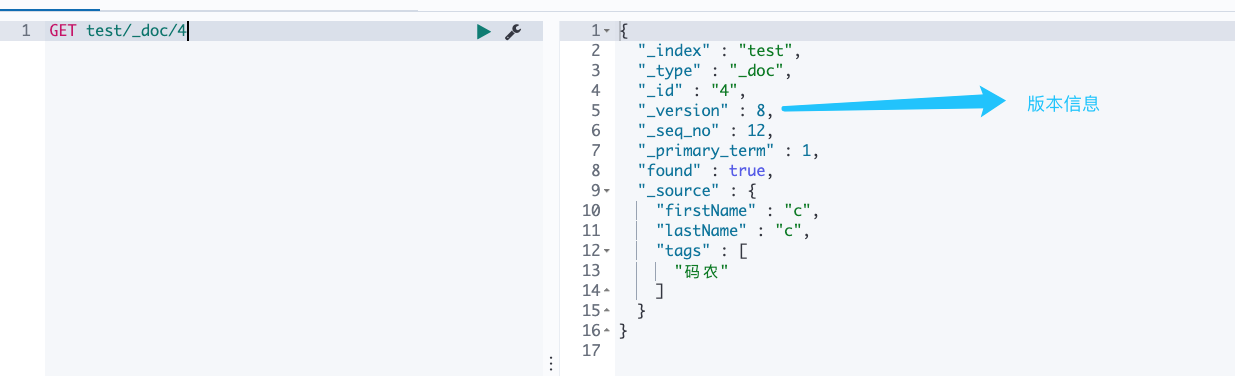 1 GET test/_doc/4
1 {
2 "_index" : "test",
3 "_type" : "_doc",
4 "_id" : "4",
5 "_version" : 8,
版本信息
6 "_seq_no" : 12,
7 "_primary_term" : 1,
8 "found" : true,
9 "_source" : {
10 "firstName" : "c",
11 "lastName" : "c",
12 "tags" : [
13 "码农"
14 ]
15 }
16 }
17